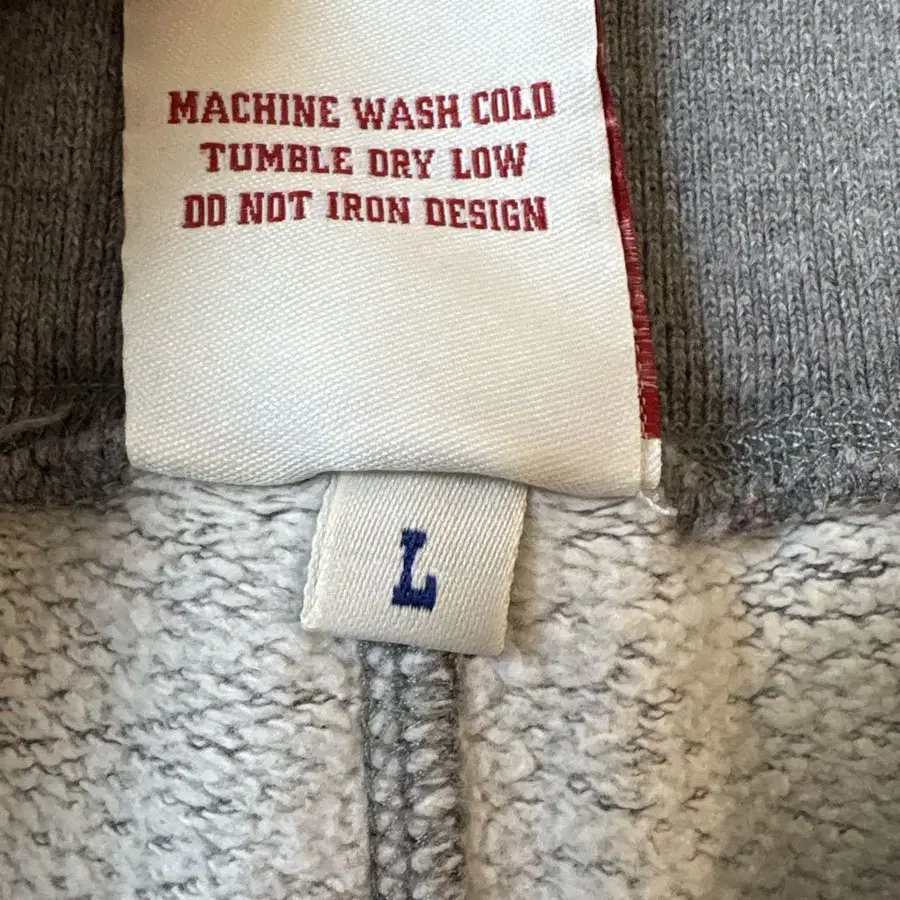 MACHINE WASH COLD
TUMBLE DRY LOW
DO NOT IRON DESIGN
L